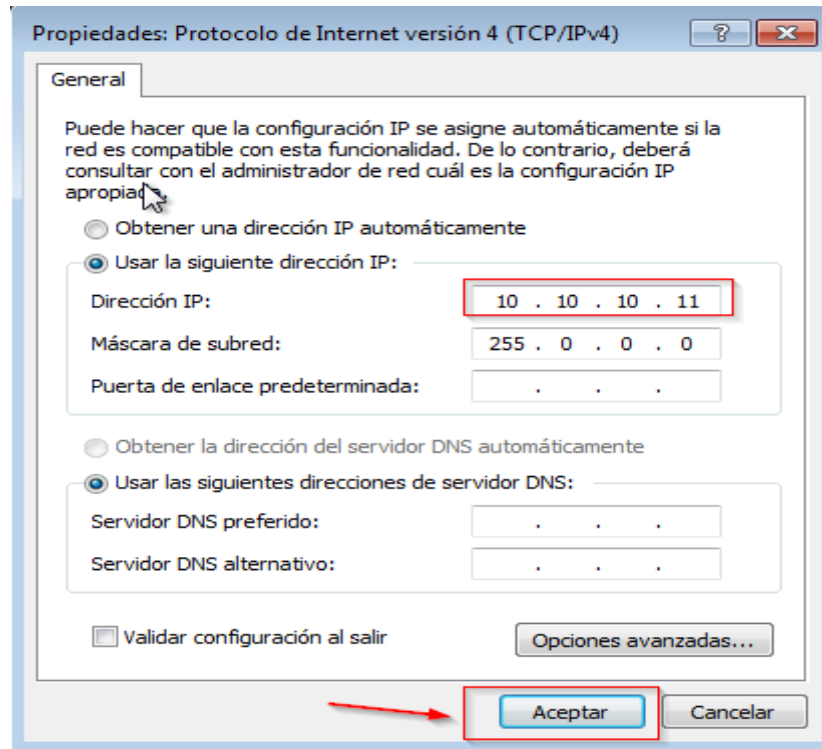 Propiedades: Protocolo de Internet versión 4 (TCP/IPv4)
General
Puede hacer que la configuración IP se asigne automáticamente si la
red es compatible con esta funcionalidad. De lo contrario, deberá
consultar con el administrador de red cuál es la configuración IP
apropiada.
Obtener una dirección IP automáticamente
Usar la siguiente dirección IP:
Dirección IP: 10 . 10 . 10 . 11
Máscara de subred: 255 . 0 . 0 . 0
Puerta de enlace predeterminada: . . .
Obtener la dirección del servidor DNS automáticamente
Usar las siguientes direcciones de servidor DNS:
Servidor DNS preferido: . . .
Servidor DNS alternativo: . . .
Validar configuración al salir
Opciones avanzadas...
Aceptar Cancelar